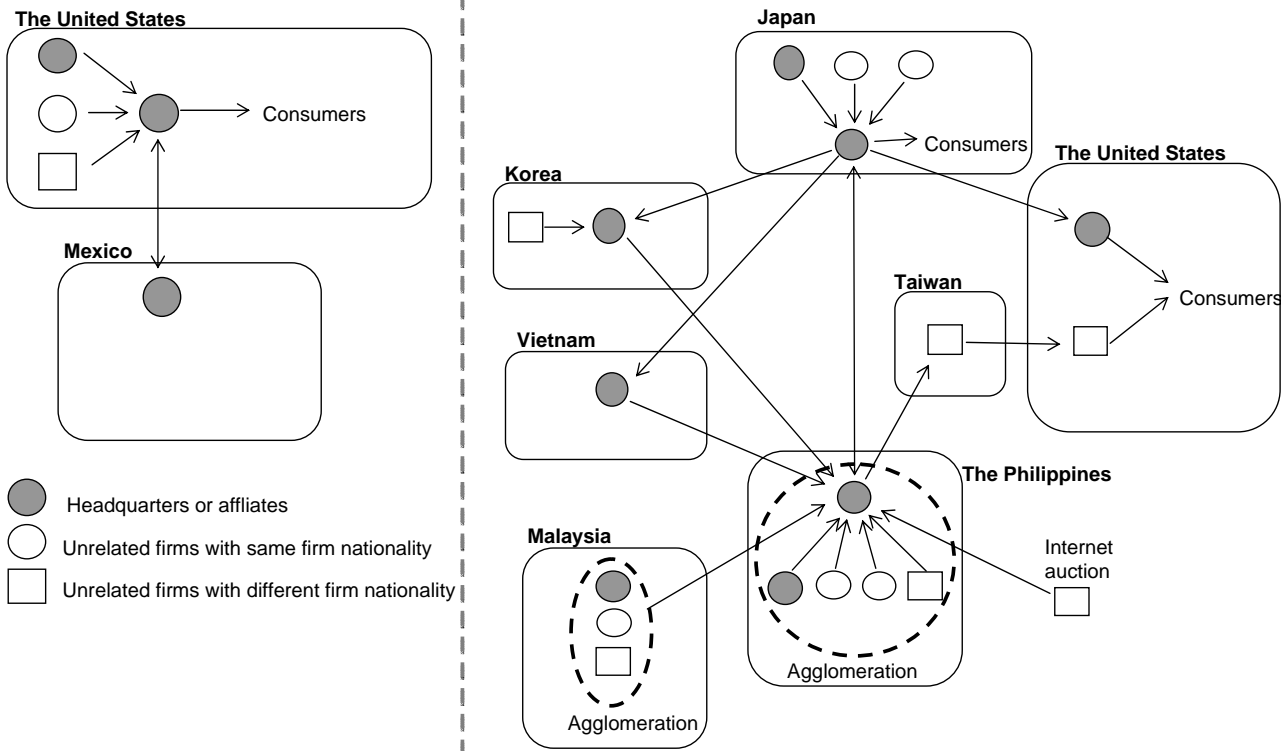 The United States
Consumers
Mexico
Headquarters or affliates
Unrelated firms with same firm nationality
Unrelated firms with different firm nationality
Japan
Consumers
The United States
Korea
Taiwan
Consumers
Vietnam
The Philippines
Malaysia
Internet
auction
Agglomeration
Agglomeration